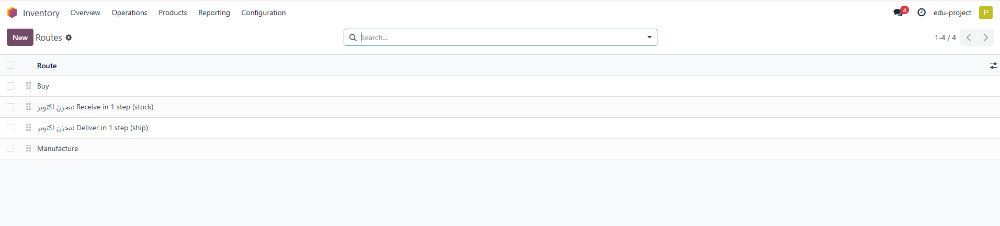 Inventory Overview Operations Products Reporting Configuration 4 edu-project P
New Routes Search... 1-4 / 4
Route
Buy
مخزن اكتوبر: Receive in 1 step (stock)
مخزن اكتوبر: Deliver in 1 step (ship)
Manufacture